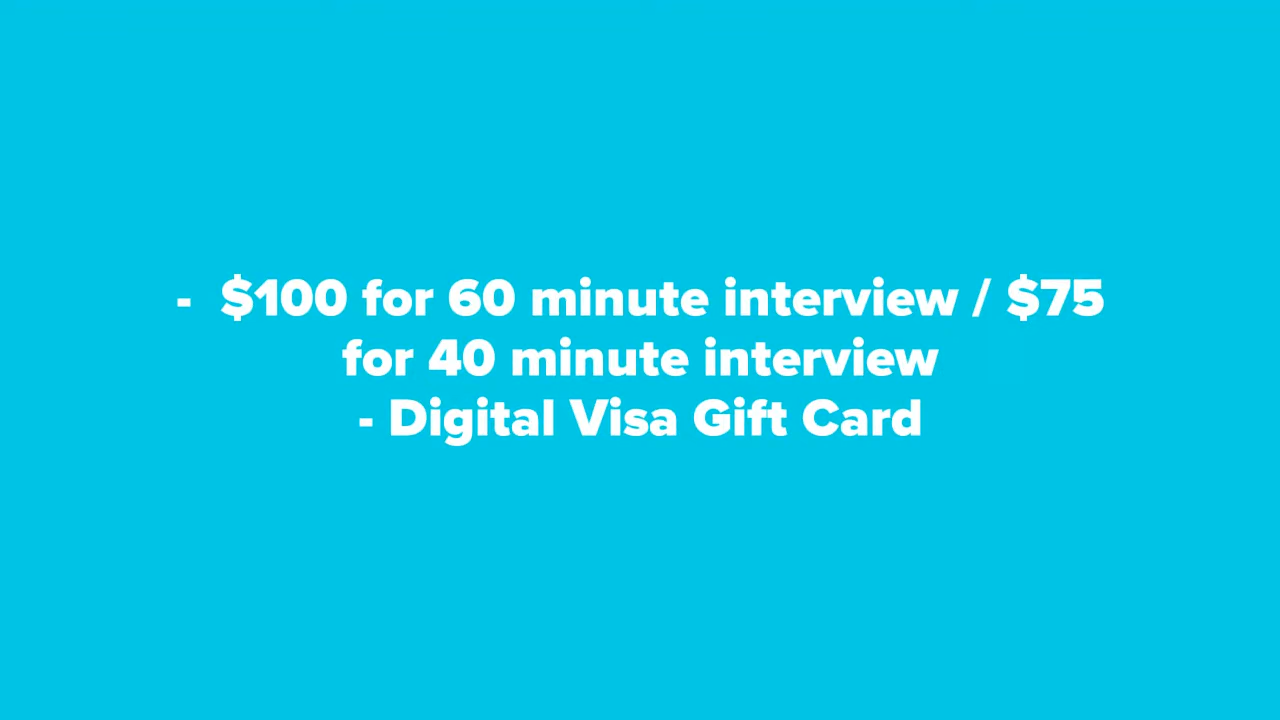 -  $100 for 60 minute interview / $75
for 40 minute interview
- Digital Visa Gift Card